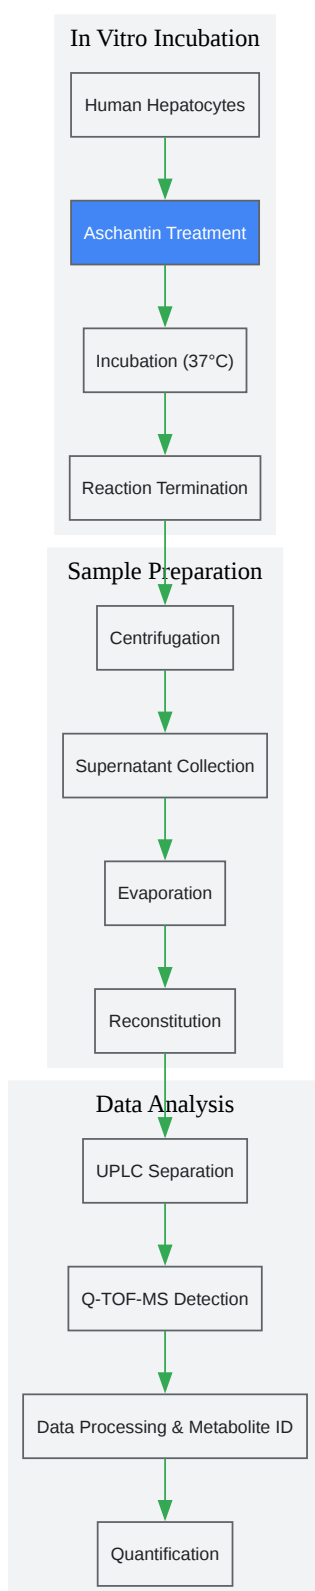 In Vitro Incubation
Human Hepatocytes
Aschantin Treatment
Incubation (37°C)
Reaction Termination
Sample Preparation
Centrifugation
Supernatant Collection
Evaporation
Reconstitution
Data Analysis
UPLC Separation
Q-TOF-MS Detection
Data Processing & Metabolite ID
Quantification